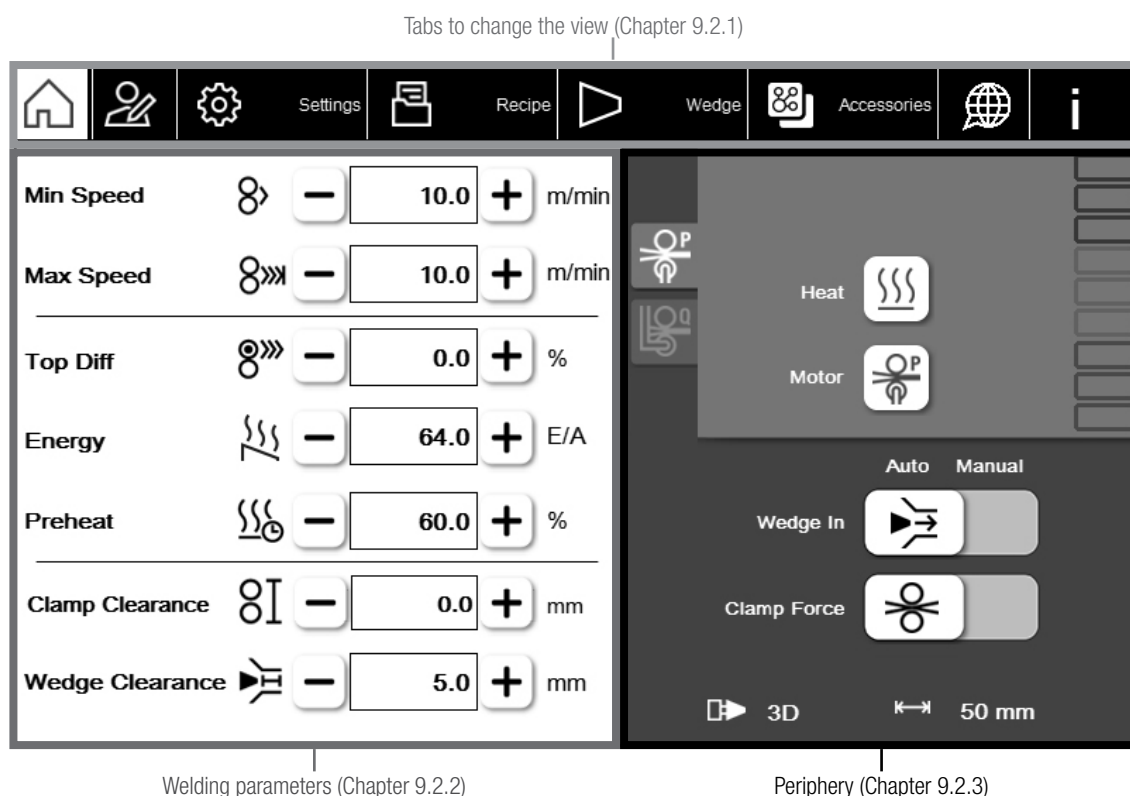 Tabs to change the view (Chapter 9.2.1)
Settings Recipe Wedge Accessories i
Min Speed 10.0 m/min
Max Speed 10.0 m/min
Top Diff 0.0 %
Energy 64.0 E/A
Preheat 60.0 %
Clamp Clearance 0.0 mm
Wedge Clearance 5.0 mm
P
Q
Heat
Motor P
Auto Manual
Wedge In
Clamp Force
3D 50 mm
Welding parameters (Chapter 9.2.2)
Periphery (Chapter 9.2.3)